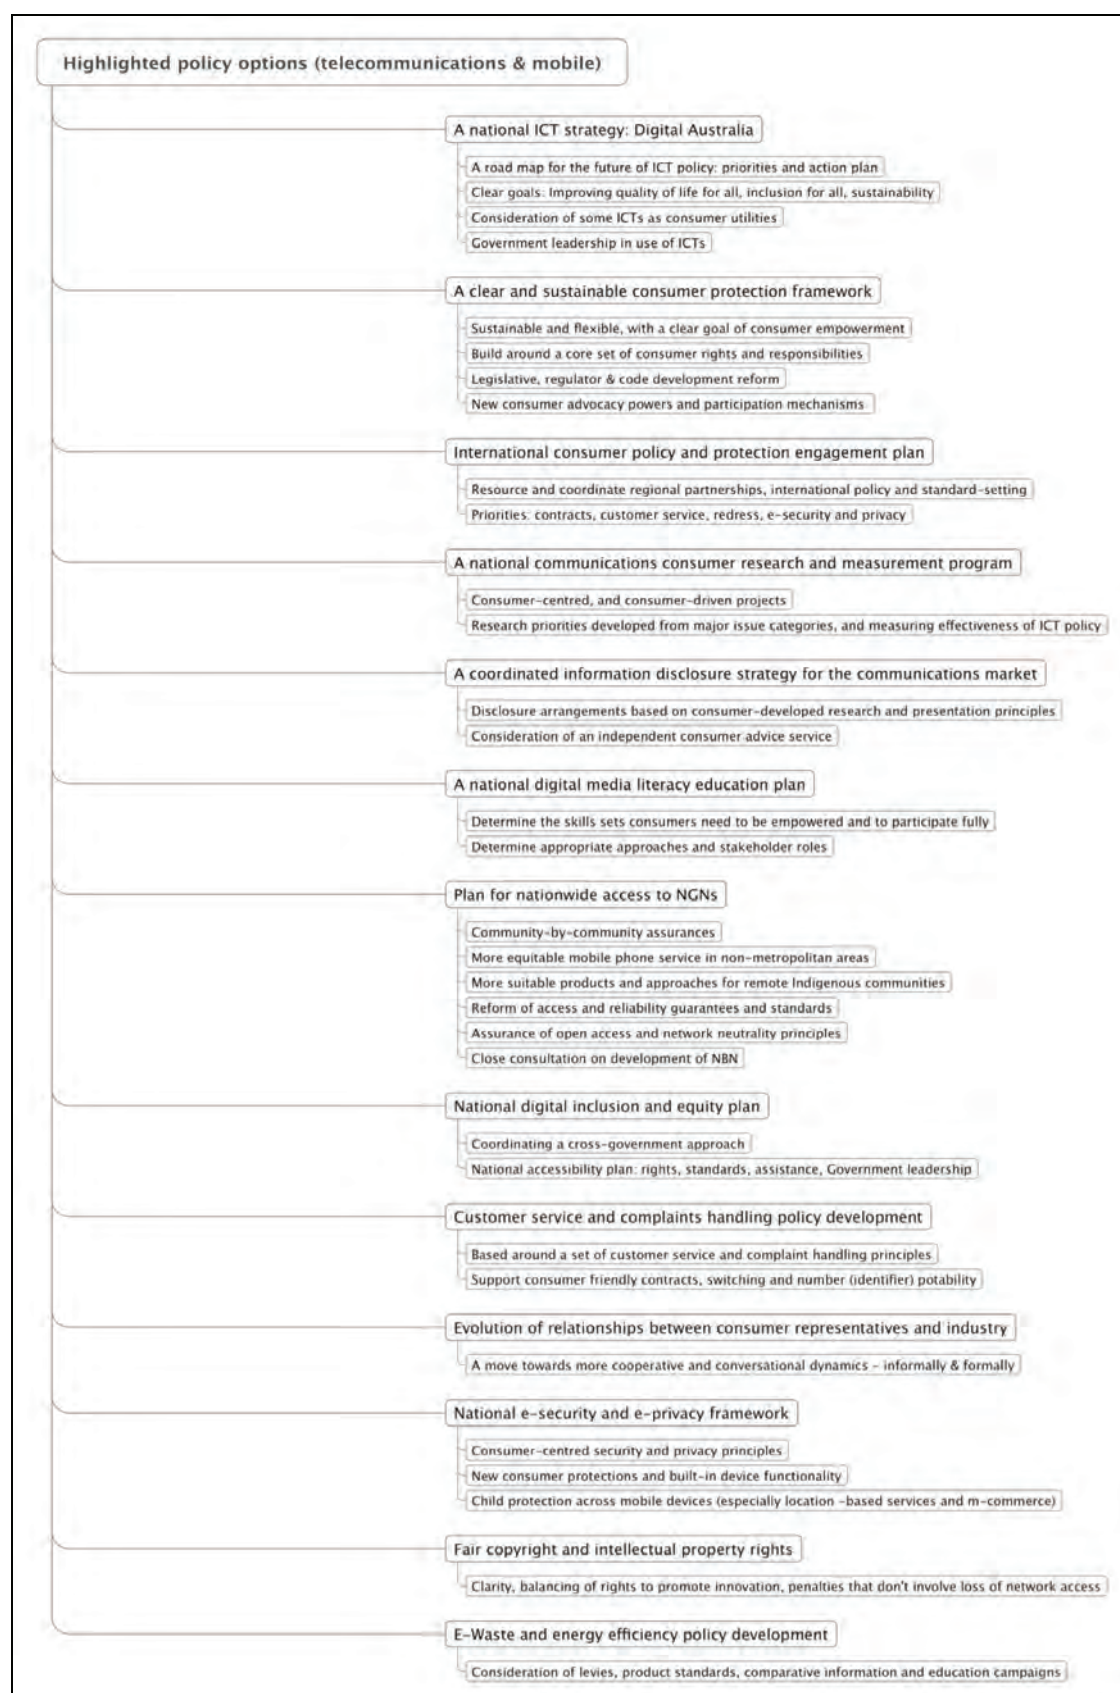 Highlighted policy options (telecommunications & mobile)
A national ICT strategy: Digital Australia
A road map for the future of ICT policy: priorities and action plan
Clear goals: Improving quality of life for all, inclusion for all, sustainability
Consideration of some ICTs as consumer utilities
Government leadership in use of ICTs
A clear and sustainable consumer protection framework
Sustainable and flexible, with a clear goal of consumer empowerment
Build around a core set of consumer rights and responsibilities
Legislative, regulator & code development reform
New consumer advocacy powers and participation mechanisms
International consumer policy and protection engagement plan
Resource and coordinate regional partnerships, international policy and standard-setting
Priorities: contracts, customer service, redress, e-security and privacy
A national communications consumer research and measurement program
Consumer-centred, and consumer-driven projects
Research priorities developed from major issue categories, and measuring effectiveness of ICT policy
A coordinated information disclosure strategy for the communications market
Disclosure arrangements based on consumer-developed research and presentation principles
Consideration of an independent consumer advice service
A national digital media literacy education plan
Determine the skills sets consumers need to be empowered and to participate fully
Determine appropriate approaches and stakeholder roles
Plan for nationwide access to NGNs
Community-by-community assurances
More equitable mobile phone service in non-metropolitan areas
More suitable products and approaches for remote Indigenous communities
Reform of access and reliability guarantees and standards
Assurance of open access and network neutrality principles
Close consultation on development of NBN
National digital inclusion and equity plan
Coordinating a cross-government approach
National accessibility plan: rights, standards, assistance, Government leadership
Customer service and complaints handling policy development
Based around a set of customer service and complaint handling principles
Support consumer friendly contracts, switching and number (identifier) potability
Evolution of relationships between consumer representatives and industry
A move towards more cooperative and conversational dynamics - informally & formally
National e-security and e-privacy framework
Consumer-centred security and privacy principles
New consumer protections and built-in device functionality
Child protection across mobile devices (especially location -based services and m-commerce)
Fair copyright and intellectual property rights
Clarity, balancing of rights to promote innovation, penalties that don't involve loss of network access
E-Waste and energy efficiency policy development
Consideration of levies, product standards, comparative information and education campaigns